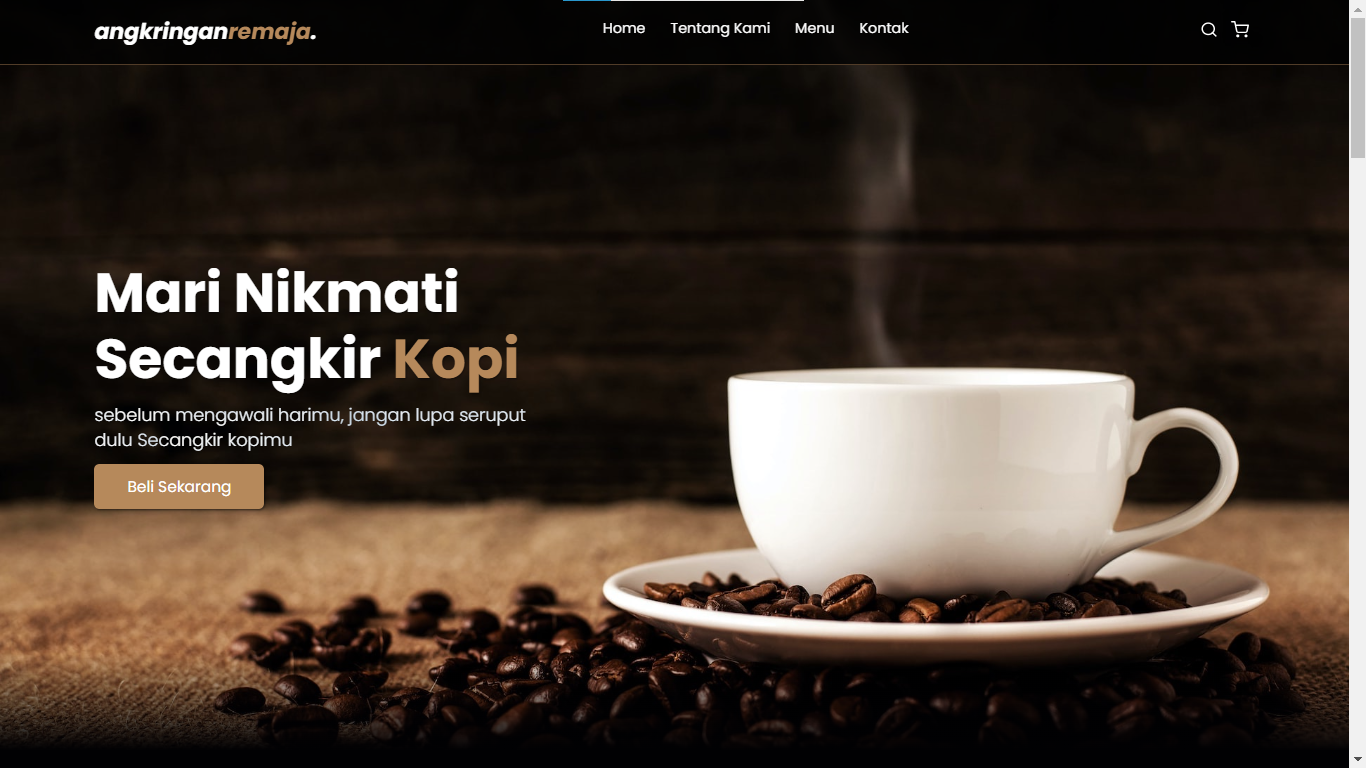 angkringanremaja.
Home Tentang Kami Menu Kontak
Mari Nikmati
Secangkir Kopi
sebelum mengawali harimu, jangan lupa seruput
dulu Secangkir kopimu
Beli Sekarang